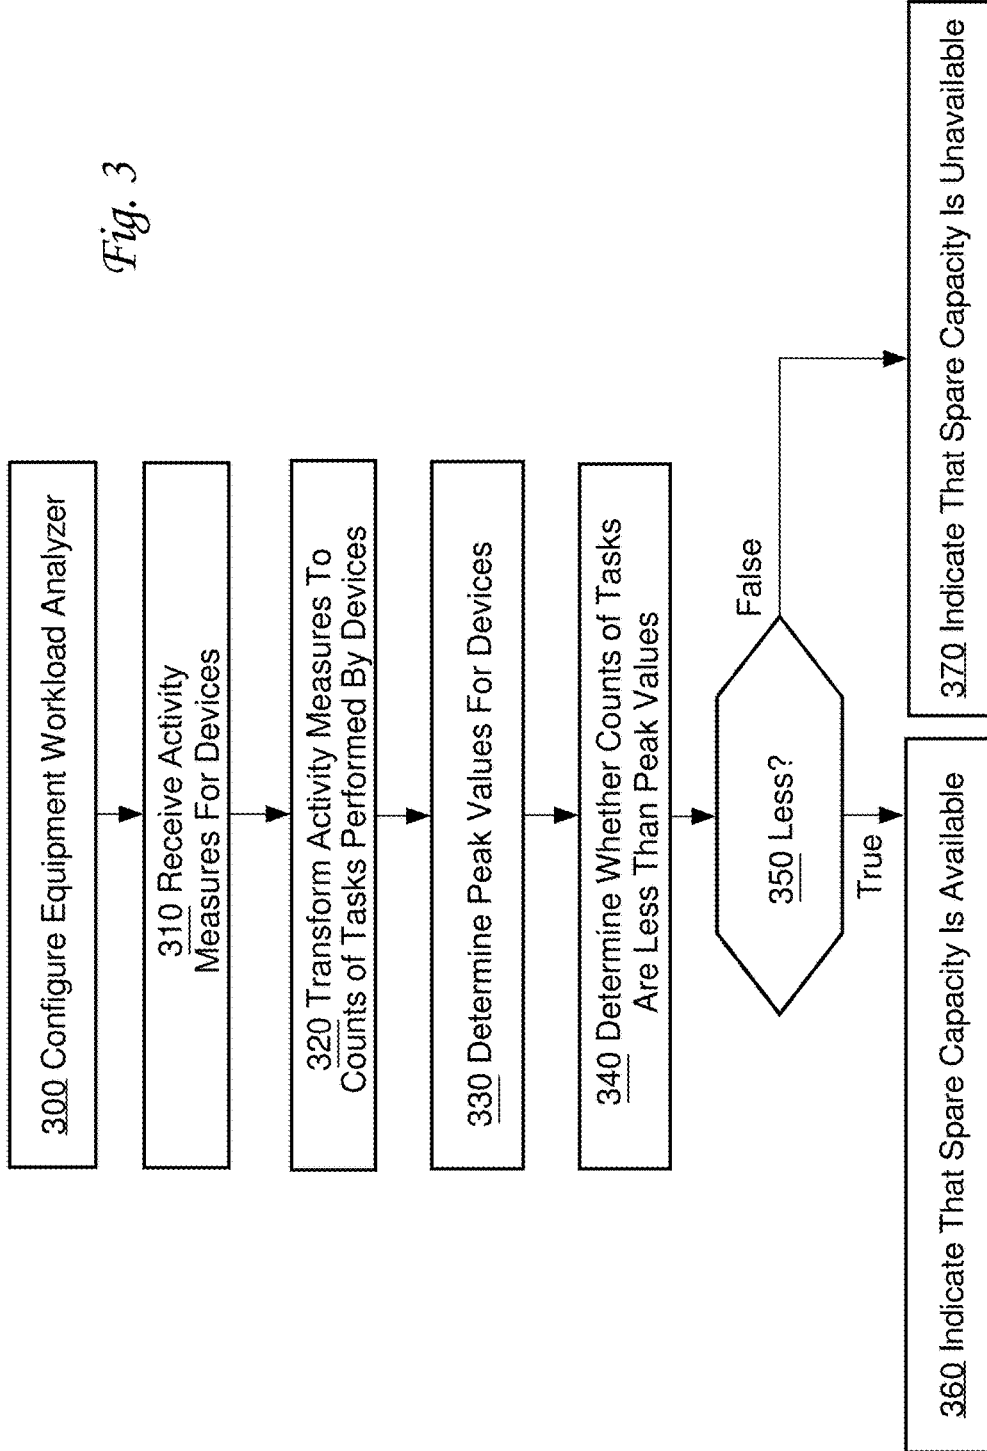 300 Configure Equipment Workload Analyzer
310 Receive Activity
Measures For Devices
320 Transform Activity Measures To
Counts of Tasks Performed By Devices
330 Determine Peak Values For Devices
340 Determine Whether Counts of Tasks
Are Less Than Peak Values
350 Less?
False
True
360 Indicate That Spare Capacity Is Available
370 Indicate That Spare Capacity Is Unavailable
Fig. 3